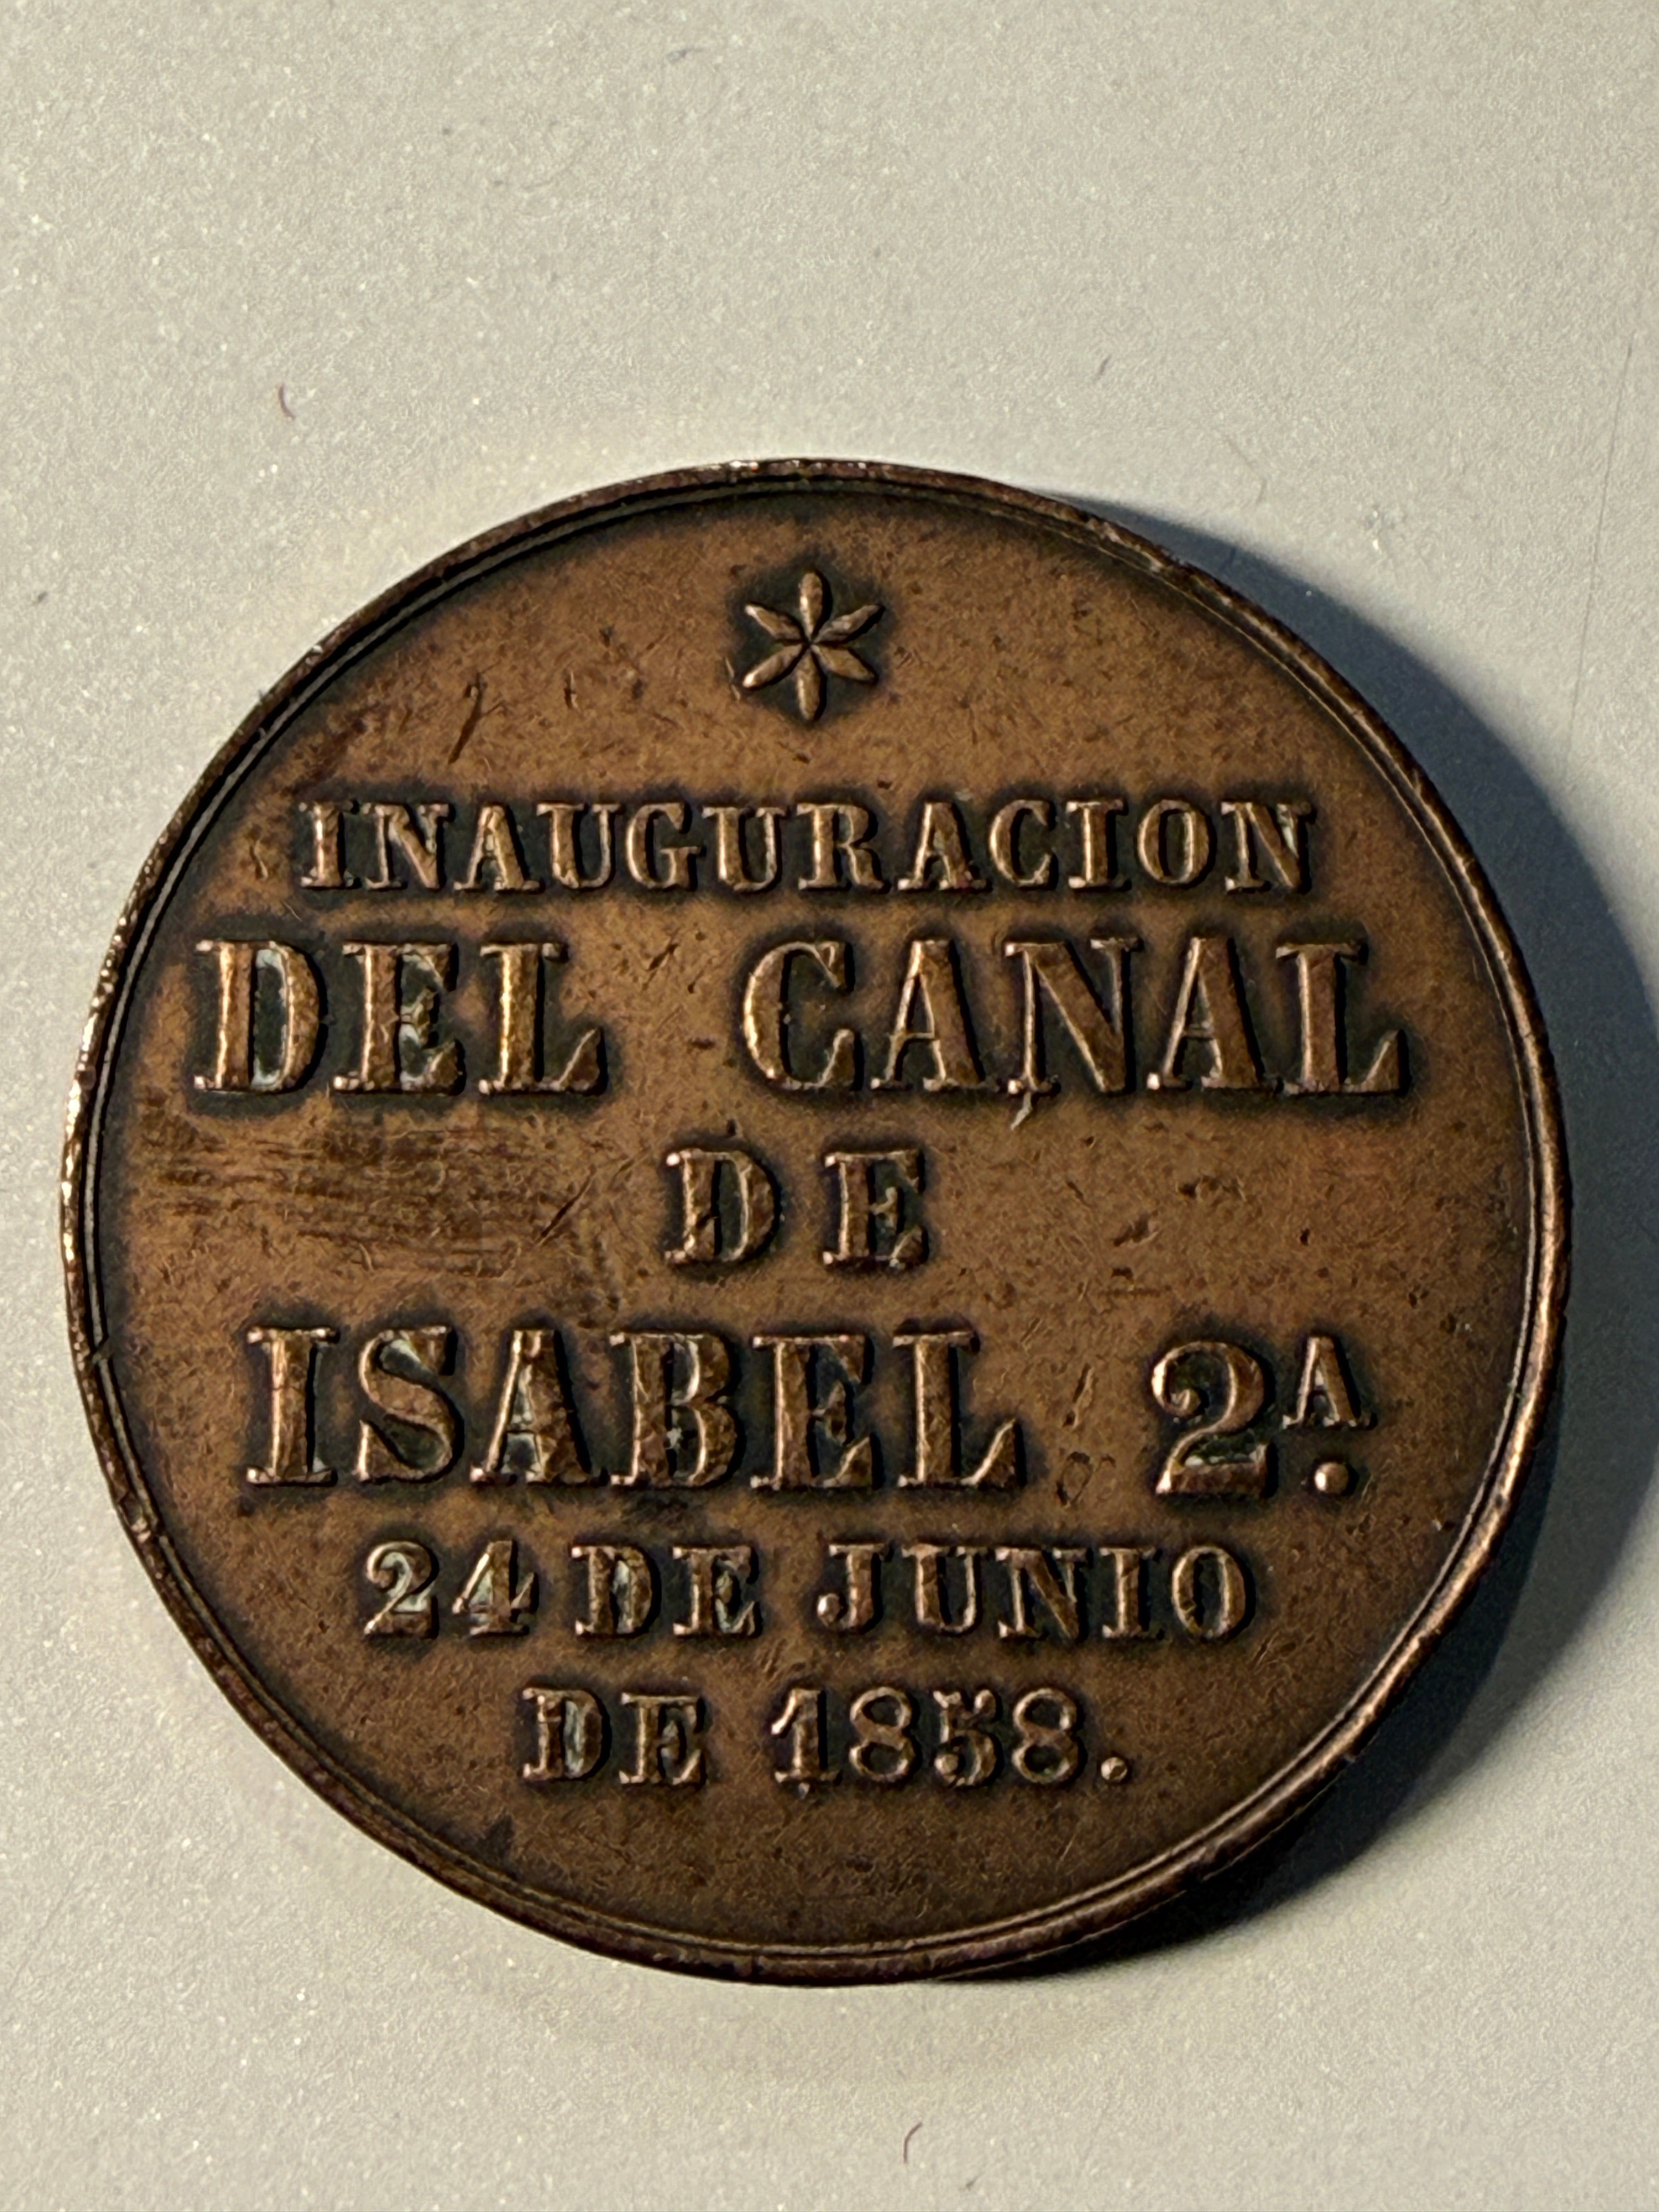 INAUGURACION
DEL CANAL
DE
ISABEL 2ᴬ.
24 DE JUNIO
DE 1858.